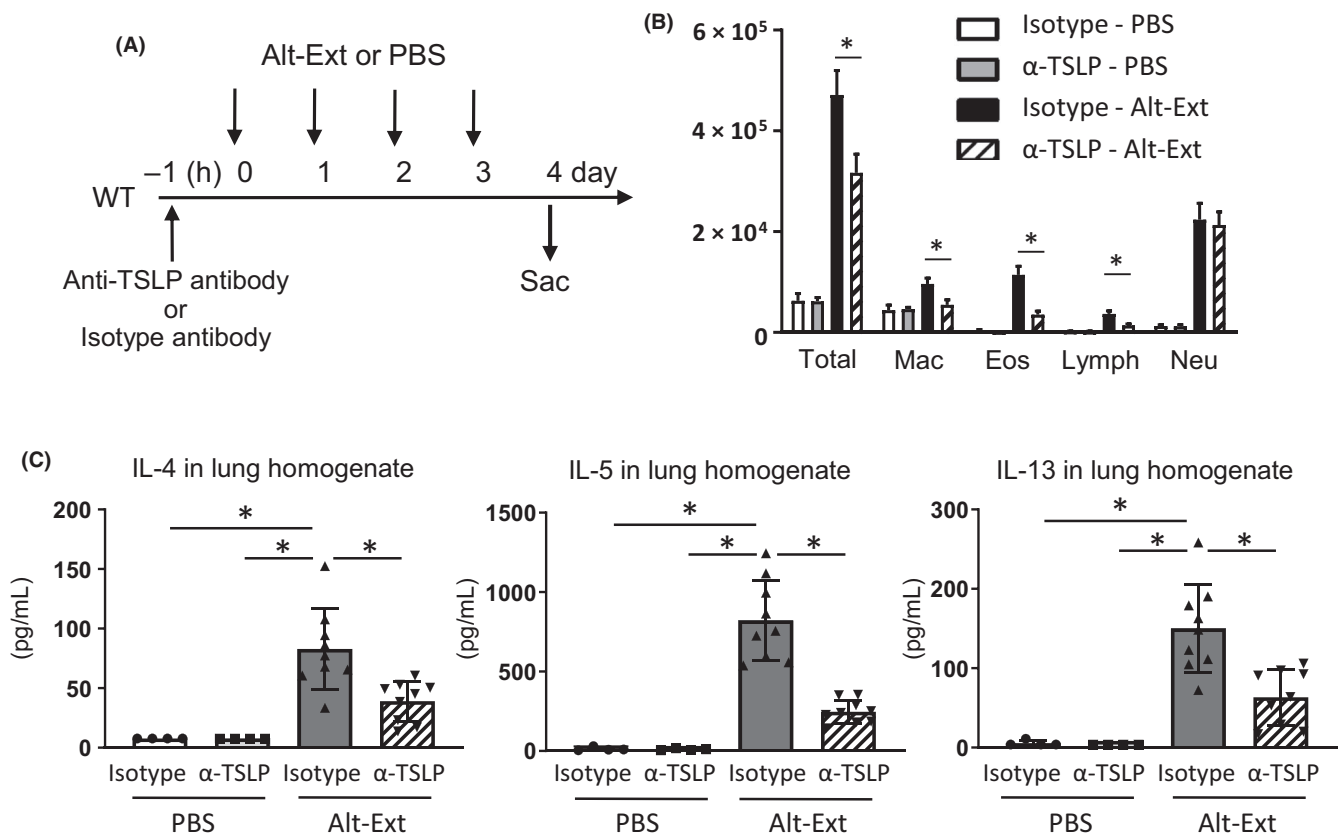 (A)
Alt-Ext or PBS
–1 (h) 0 1 2 3 4 day
WT
Anti-TSLP antibody
or
Isotype antibody
Sac
(B)
6 × 10⁵
4 × 10⁵
2 × 10⁴
0
* * * *
Total Mac Eos Lymph Neu
Isotype - PBS
α-TSLP - PBS
Isotype - Alt-Ext
α-TSLP - Alt-Ext
(C)
IL-4 in lung homogenate
(pg/mL)
200
150
100
50
0
*
* *
Isotype α-TSLP Isotype α-TSLP
PBS Alt-Ext
IL-5 in lung homogenate
(pg/mL)
1500
1000
500
0
*
* *
Isotype α-TSLP Isotype α-TSLP
PBS Alt-Ext
IL-13 in lung homogenate
(pg/mL)
300
200
100
0
*
* *
Isotype α-TSLP Isotype α-TSLP
PBS Alt-Ext